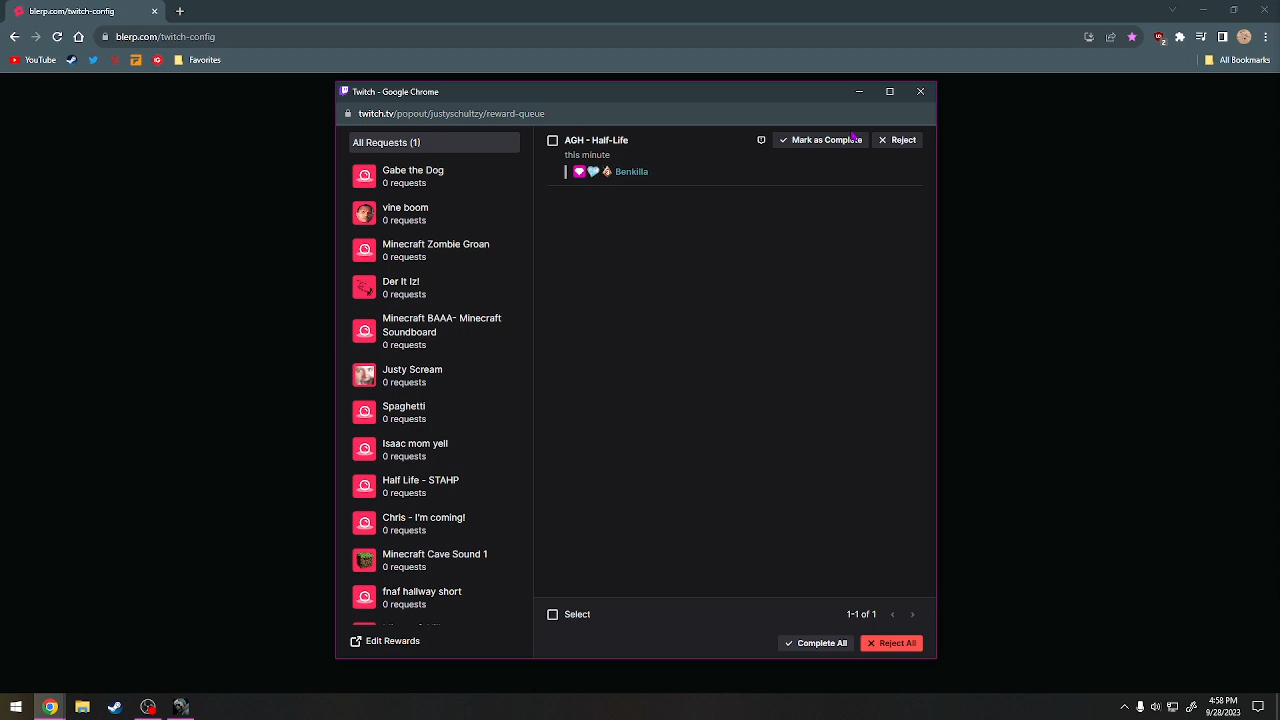 blerp.com/twitch-config
blerp.com/twitch-config
2
YouTube
Favorites
All Bookmarks
Twitch - Google Chrome
twitch.tv/popout/justyschultzy/reward-queue
All Requests (1)
Gabe the Dog
0 requests
vine boom
0 requests
Minecraft Zombie Groan
0 requests
Der It Iz!
0 requests
Minecraft BAAA- Minecraft
Soundboard
0 requests
Justy Scream
0 requests
Spaghetti
0 requests
Isaac mom yell
0 requests
Half Life - STAHP
0 requests
Chris - I'm coming!
0 requests
Minecraft Cave Sound 1
0 requests
fnaf hallway short
0 requests
Edit Rewards
AGH - Half-Life
Mark as Complete
Reject
this minute
Benkilla
Select
1-1 of 1
Complete All
Reject All
4:58 PM
9/28/2023